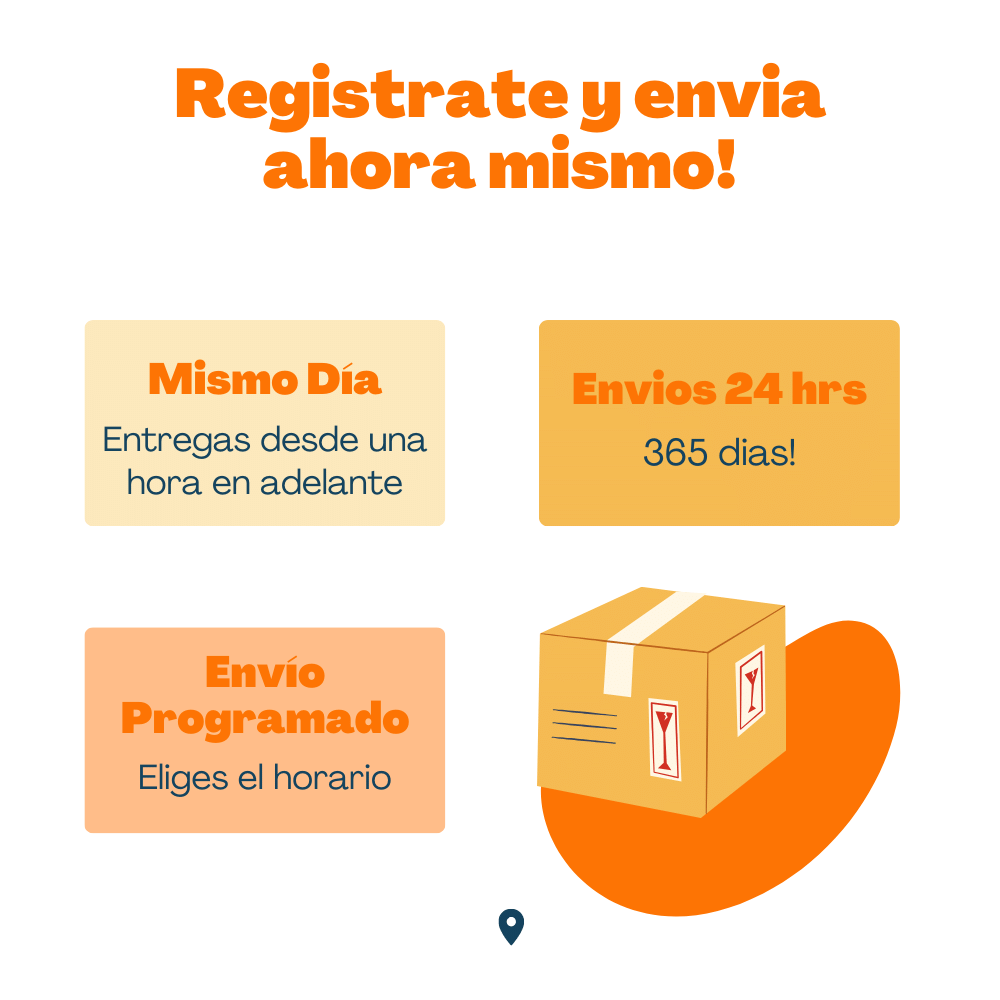 Registrate y envia
ahora mismo!
Mismo Día
Entregas desde una
hora en adelante
Envios 24 hrs
365 dias!
Envío
Programado
Eliges el horario